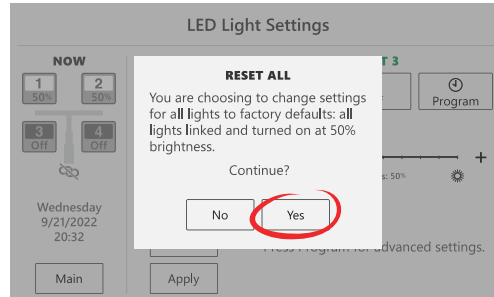 LED Light Settings
NOW
1
50%
2
50%
3
Off
4
Off
Wednesday
9/21/2022
20:32
Main
RESET ALL
You are choosing to change settings
for all lights to factory defaults: all
lights linked and turned on at 50%
brightness.
Continue?
No
Yes
T 3
Program
+
s: 50%
Press Program for advanced settings.
Apply